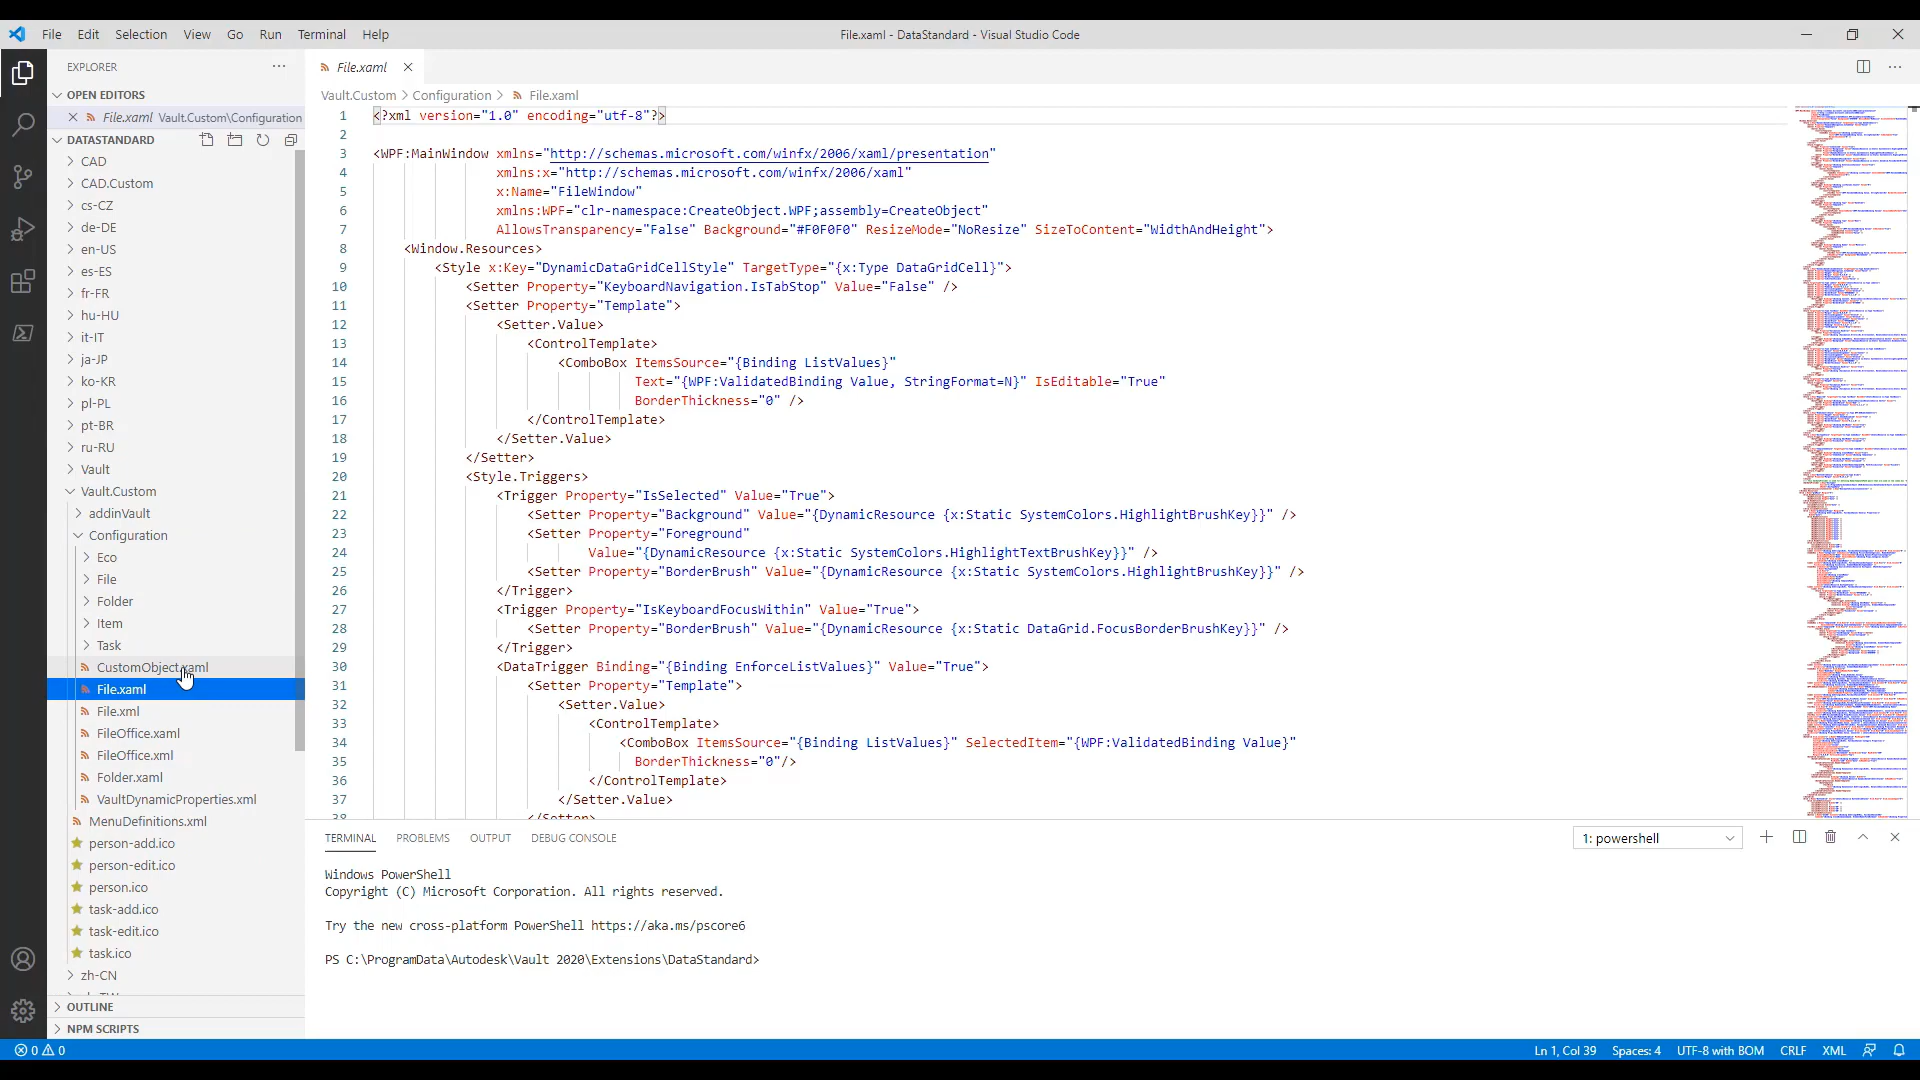 File Edit Selection View Go Run Terminal Help
File.xaml - DataStandard - Visual Studio Code
EXPLORER
OPEN EDITORS
File.xaml Vault.Custom\Configuration
DATASTANDARD
CAD
CAD.Custom
cs-CZ
de-DE
en-US
es-ES
fr-FR
hu-HU
it-IT
ja-JP
ko-KR
pl-PL
pt-BR
ru-RU
Vault
Vault.Custom
addinVault
Configuration
Eco
File
Folder
Item
Task
CustomObject.xaml
File.xaml
File.xml
FileOffice.xaml
FileOffice.xml
Folder.xaml
VaultDynamicProperties.xml
MenuDefinitions.xml
person-add.ico
person-edit.ico
person.ico
task-add.ico
task-edit.ico
task.ico
zh-CN
OUTLINE
NPM SCRIPTS
File.xaml
Vault.Custom > Configuration > File.xaml
1 <?xml version="1.0" encoding="utf-8"?>
2
3 <WPF:MainWindow xmlns="http://schemas.microsoft.com/winfx/2006/xaml/presentation"
4 xmlns:x="http://schemas.microsoft.com/winfx/2006/xaml"
5 x:Name="FileWindow"
6 xmlns:WPF="clr-namespace:CreateObject.WPF;assembly=CreateObject"
7 AllowsTransparency="False" Background="#F0F0F0" ResizeMode="NoResize" SizeToContent="WidthAndHeight">
8 <Window.Resources>
9 <Style x:Key="DynamicDataGridCellStyle" TargetType="{x:Type DataGridCell}">
10 <Setter Property="KeyboardNavigation.IsTabStop" Value="False" />
11 <Setter Property="Template">
12 <Setter.Value>
13 <ControlTemplate>
14 <ComboBox ItemsSource="{Binding ListValues}"
15 Text="{WPF:ValidatedBinding Value, StringFormat=N}" IsEditable="True"
16 BorderThickness="0" />
17 </ControlTemplate>
18 </Setter.Value>
19 </Setter>
20 <Style.Triggers>
21 <Trigger Property="IsSelected" Value="True">
22 <Setter Property="Background" Value="{DynamicResource {x:Static SystemColors.HighlightBrushKey}}" />
23 <Setter Property="Foreground"
24 Value="{DynamicResource {x:Static SystemColors.HighlightTextBrushKey}}" />
25 <Setter Property="BorderBrush" Value="{DynamicResource {x:Static SystemColors.HighlightBrushKey}}" />
26 </Trigger>
27 <Trigger Property="IsKeyboardFocusWithin" Value="True">
28 <Setter Property="BorderBrush" Value="{DynamicResource {x:Static DataGrid.FocusBorderBrushKey}}" />
29 </Trigger>
30 <DataTrigger Binding="{Binding EnforceListValues}" Value="True">
31 <Setter Property="Template">
32 <Setter.Value>
33 <ControlTemplate>
34 <ComboBox ItemsSource="{Binding ListValues}" SelectedItem="{WPF:ValidatedBinding Value}"
35 BorderThickness="0"/>
36 </ControlTemplate>
37 </Setter.Value>
38 </Setter>
TERMINAL PROBLEMS OUTPUT DEBUG CONSOLE
1: powershell
Windows PowerShell
Copyright (C) Microsoft Corporation. All rights reserved.
Try the new cross-platform PowerShell https://aka.ms/pscore6
PS C:\ProgramData\Autodesk\Vault 2020\Extensions\DataStandard>
0 0
Ln 1, Col 39 Spaces: 4 UTF-8 with BOM CRLF XML